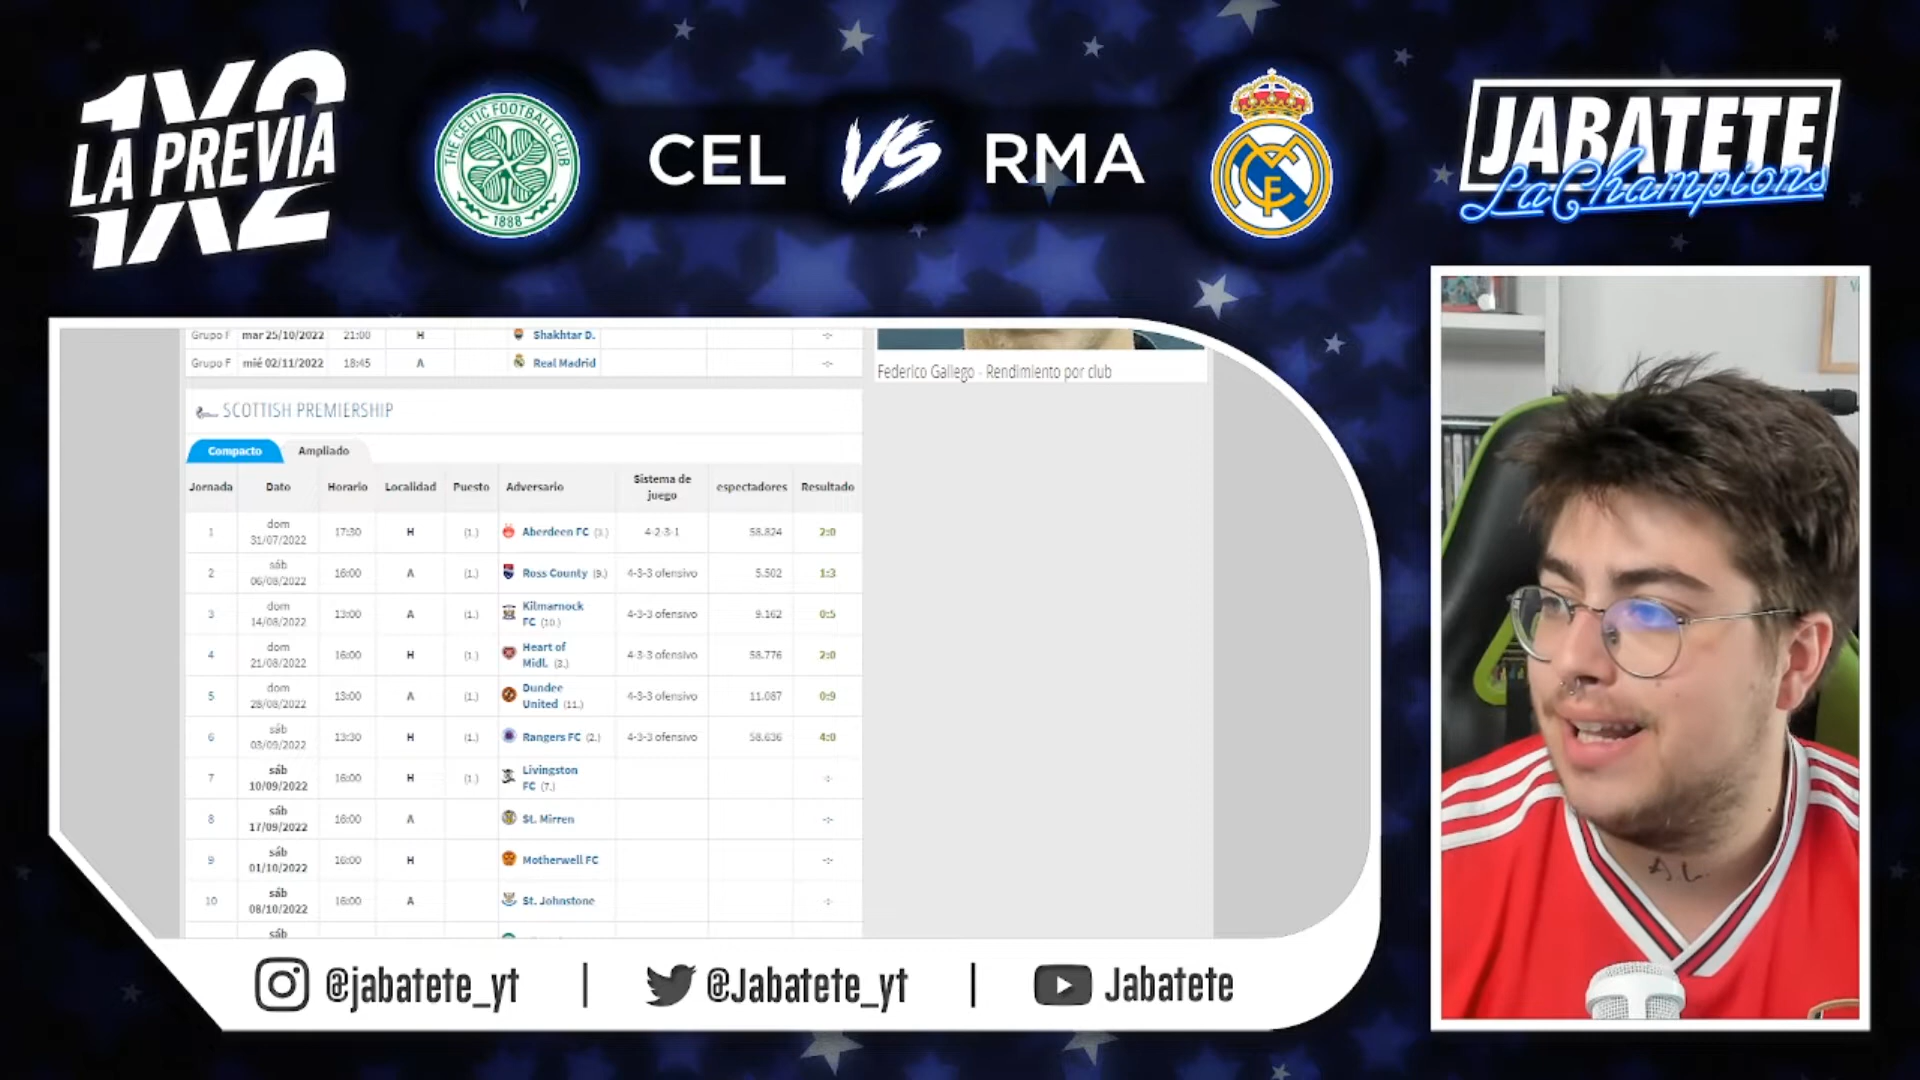 1X2
LA PREVIA
THE CELTIC FOOTBALL CLUB
1888
CEL VS RMA
JABATETE
LaChampions
Grupo F mar 25/10/2022 21:00 H Shakhtar D. -:-
Grupo F mié 02/11/2022 18:45 A Real Madrid -:-
Federico Gallego - Rendimiento por club
SCOTTISH PREMIERSHIP
Compacto Ampliado
Jornada Dato Horario Localidad Puesto Adversario Sistema de juego espectadores Resultado
1 dom 31/07/2022 17:30 H (1.) Aberdeen FC (3.) 4-2-3-1 58.824 2:0
2 sáb 06/08/2022 16:00 A (1.) Ross County (9.) 4-3-3 ofensivo 5.502 1:3
3 dom 14/08/2022 13:00 A (1.) Kilmarnock FC (10.) 4-3-3 ofensivo 9.162 0:5
4 dom 21/08/2022 16:00 H (1.) Heart of Midl. (3.) 4-3-3 ofensivo 58.776 2:0
5 dom 28/08/2022 13:00 A (1.) Dundee United (11.) 4-3-3 ofensivo 11.087 0:9
6 sáb 03/09/2022 13:30 H (1.) Rangers FC (2.) 4-3-3 ofensivo 58.636 4:0
7 sáb 10/09/2022 16:00 H (1.) Livingston FC (7.) -:-
8 sáb 17/09/2022 16:00 A St. Mirren -:-
9 sáb 01/10/2022 16:00 H Motherwell FC -:-
10 sáb 08/10/2022 16:00 A St. Johnstone -:-
sáb
@jabatete_yt | @Jabatete_yt | Jabatete
A.L.